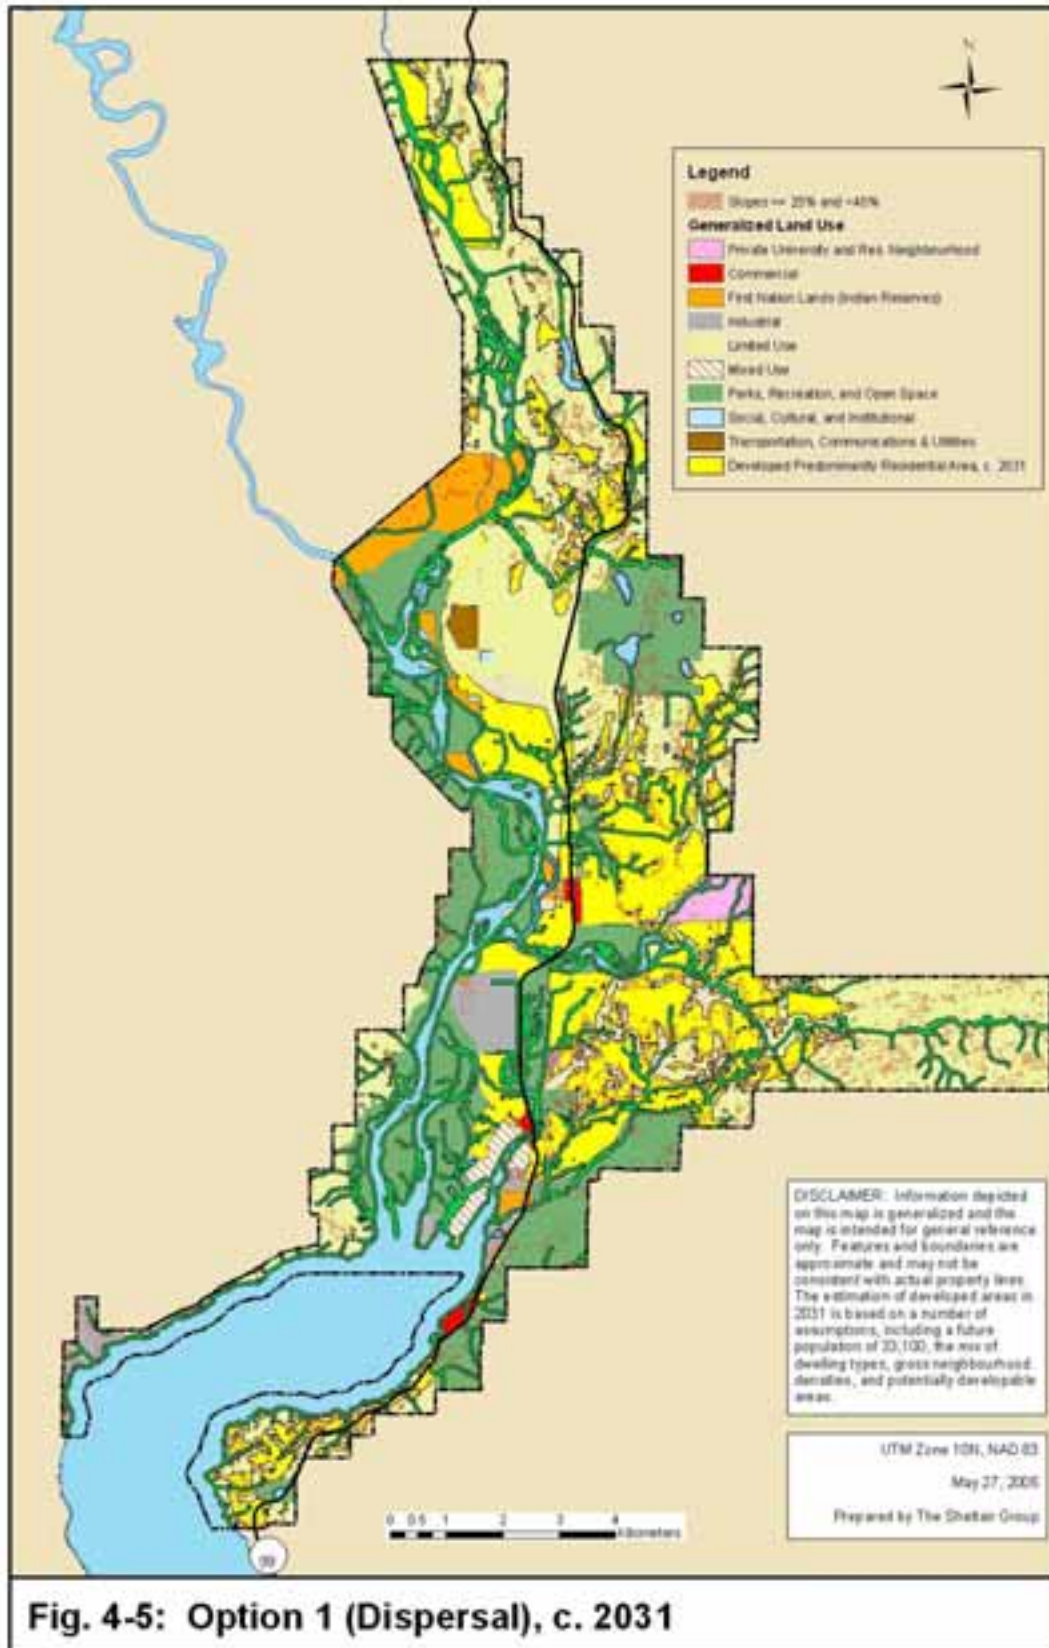 N
Legend
Slopes >= 25% and <40%
Generalized Land Use
Private University and Res. Neighbourhood
Commercial
First Nation Lands (Indian Reserves)
Industrial
Limited Use
Mixed Use
Parks, Recreation, and Open Space
Social, Cultural, and Institutional
Transportation, Communications & Utilities
Developed Predominantly Residential Area, c. 2031
DISCLAIMER: Information depicted
on this map is generalized and the
map is intended for general reference
only. Features and boundaries are
approximate and may not be
consistent with actual property lines.
The estimation of developed areas in
2031 is based on a number of
assumptions, including a future
population of 33,100, the mix of
dwelling types, gross neighbourhood
densities, and potentially developable
areas.
UTM Zone 10N, NAD 83
May 27, 2005
Prepared by The Sheltair Group
0 0.5 1 2 3 4
Kilometers
99
Fig. 4-5: Option 1 (Dispersal), c. 2031